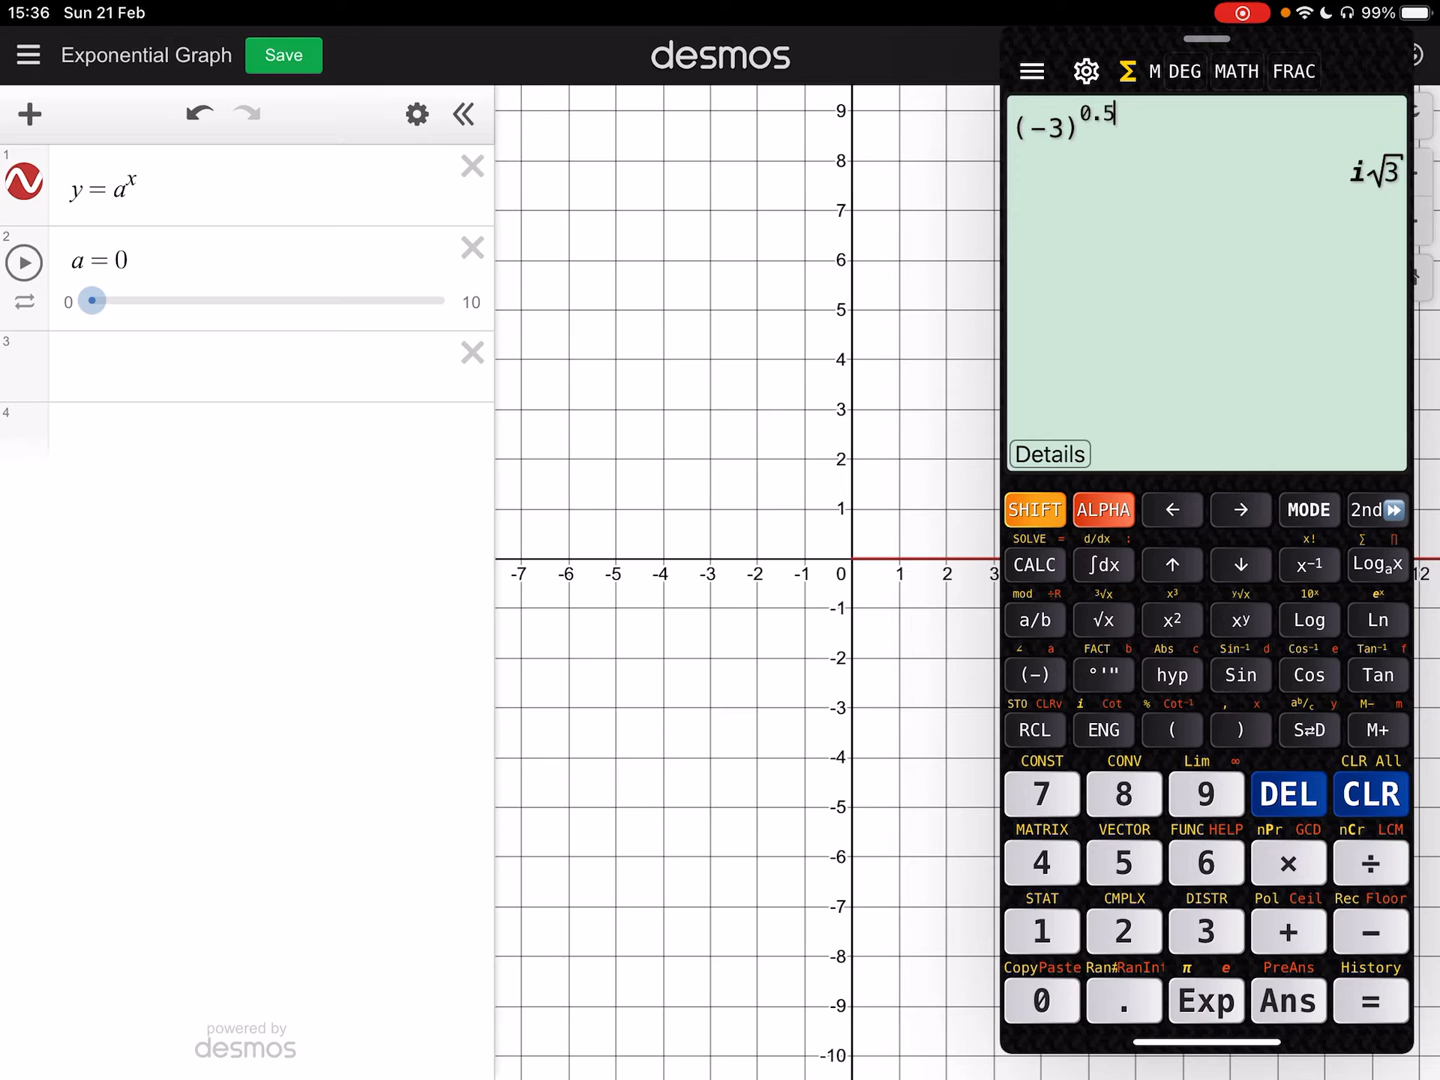 15:36 Sun 21 Feb
99%
Exponential Graph Save
desmos
1
y = a^x
2
a = 0
0 10
3
4
powered by
desmos
9
8
7
6
5
4
3
2
1
-7 -6 -5 -4 -3 -2 -1 0 1 2 3 12
-1
-2
-3
-4
-5
-6
-7
-8
-9
-10
Σ M DEG MATH FRAC
(−3)^0.5
i√3
Details
SHIFT ALPHA ← → MODE 2nd
SOLVE = d/dx : x! ∑ ∏
CALC ∫dx ↑ ↓ x⁻¹ Logₐx
mod ÷R ³√x x³ ʸ√x 10ˣ eˣ
a/b √x x² xʸ Log Ln
∠ a FACT b Abs c Sin⁻¹ d Cos⁻¹ e Tan⁻¹ f
(−) °'" hyp Sin Cos Tan
STO CLRv i Cot % Cot⁻¹ , x aᵇ/c y M− m
RCL ENG ( ) S⇄D M+
CONST CONV Lim ∞ CLR All
7 8 9 DEL CLR
MATRIX VECTOR FUNC HELP nPr GCD nCr LCM
4 5 6 × ÷
STAT CMPLX DISTR Pol Ceil Rec Floor
1 2 3 + −
Copy Paste Ran# RanInt π e PreAns History
0 . Exp Ans =